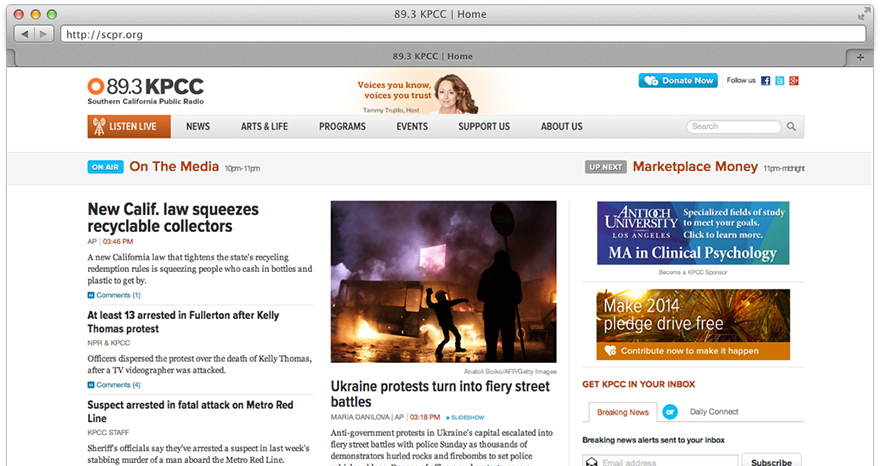 89.3 KPCC | Home
http://scpr.org
89.3 KPCC | Home
89.3 KPCC
Southern California Public Radio
Voices you know,
voices you trust
Tammy Trujillo, Host
Donate Now
Follow us
LISTEN LIVE NEWS ARTS & LIFE PROGRAMS EVENTS SUPPORT US ABOUT US Search
ON AIR On The Media 10pm-11pm
UP NEXT Marketplace Money 11pm-midnight
New Calif. law squeezes
recyclable collectors
AP | 03:46 PM
A new California law that tightens the state's recycling
redemption rules is squeezing people who cash in bottles and
plastic to get by.
Comments (1)
At least 13 arrested in Fullerton after Kelly
Thomas protest
NPR & KPCC
Officers dispersed the protest over the death of Kelly Thomas,
after a TV videographer was attacked.
Comments (4)
Suspect arrested in fatal attack on Metro Red
Line
KPCC STAFF
Sheriff's officials say they've arrested a suspect in last week's
stabbing murder of a man aboard the Metro Red Line.
Anatoli Boiko/AFP/Getty Images
Ukraine protests turn into fiery street
battles
MARIA DANILOVA | AP | 03:18 PM SLIDESHOW
Anti-government protests in Ukraine's capital escalated into
fiery street battles with police Sunday as thousands of
demonstrators hurled rocks and firebombs to set police
ANTIOCH
UNIVERSITY
LOS ANGELES
Specialized fields of study
to meet your goals.
Click to learn more.
MA in Clinical Psychology
Become a KPCC Sponsor
Make 2014
pledge drive free
Contribute now to make it happen
GET KPCC IN YOUR INBOX
Breaking News or Daily Connect
Breaking news alerts sent to your inbox
Email address Subscribe